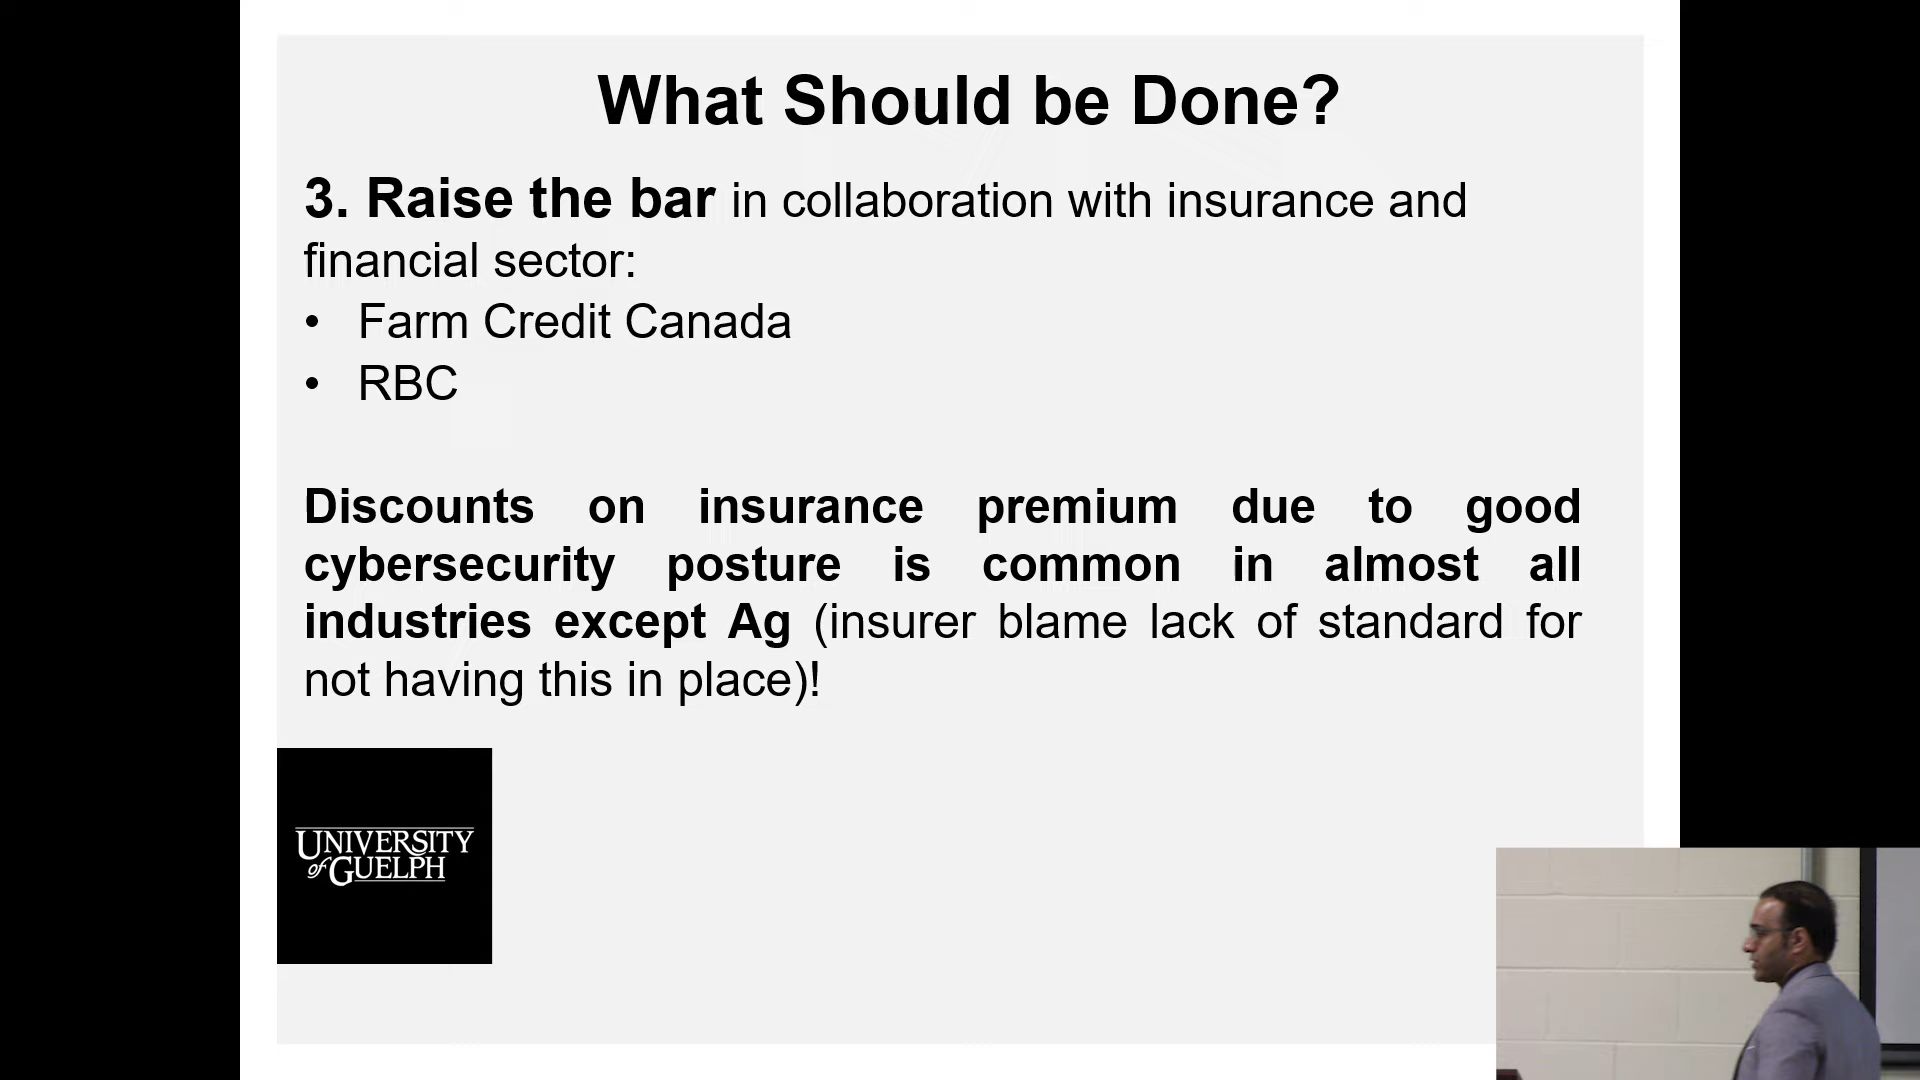 What Should be Done?
3. Raise the bar in collaboration with insurance and
financial sector:
• Farm Credit Canada
• RBC
Discounts on insurance premium due to good
cybersecurity posture is common in almost all
industries except Ag (insurer blame lack of standard for
not having this in place)!
UNIVERSITY
of GUELPH